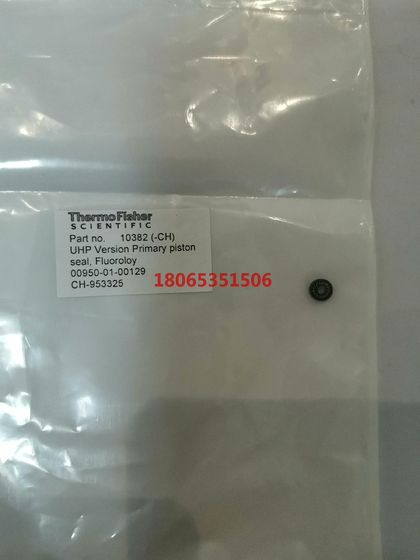 ThermoFisher
SCIENTIFIC
Part no. 10382 (-CH)
UHP Version Primary piston
seal, Fluoroloy
00950-01-00129
CH-953325
18065351506